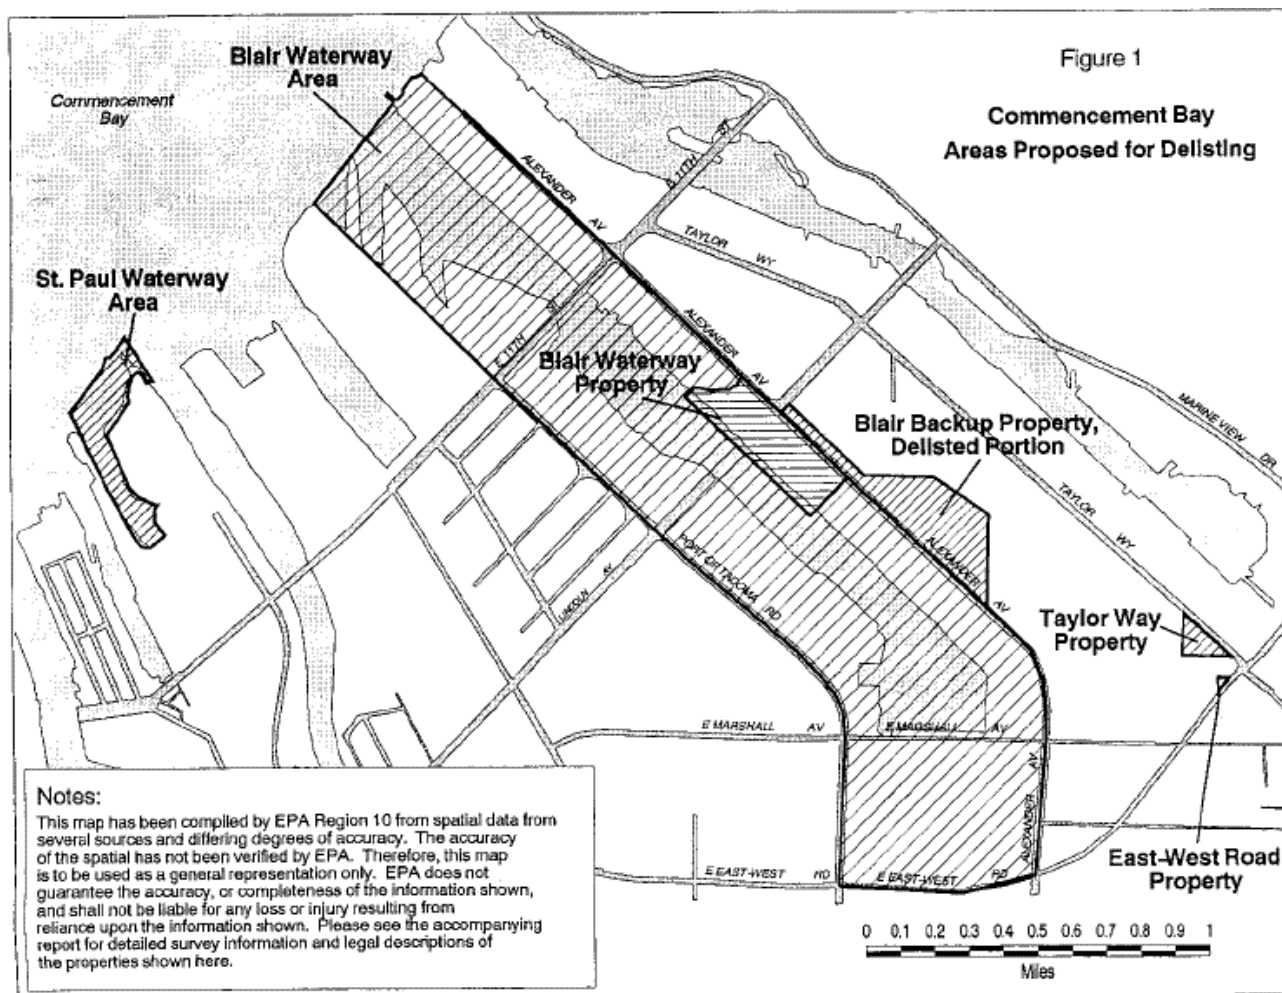 Figure 1
Commencement Bay
Areas Proposed for Delisting
Blair Waterway
Area
Commencement
Bay
St. Paul Waterway
Area
ALEXANDER
AV
E 11TH
ST
TAYLOR
WY
E 11TH
ALEXANDER
AV
Blair Waterway
Property
Blair Backup Property,
Delisted Portion
MARINE VIEW
DR
TAYLOR
WY
LINCOLN
AV
PORT OF TACOMA
RD
ALEXANDER
AV
Taylor Way
Property
E MARSHALL
AV
E MARSHALL
AV
ALEXANDER
AV
E EAST-WEST
RD
E EAST-WEST
RD
East-West Road
Property
Notes:
This map has been compiled by EPA Region 10 from spatial data from
several sources and differing degrees of accuracy. The accuracy
of the spatial has not been verified by EPA. Therefore, this map
is to be used as a general representation only. EPA does not
guarantee the accuracy, or completeness of the information shown,
and shall not be liable for any loss or injury resulting from
reliance upon the information shown. Please see the accompanying
report for detailed survey information and legal descriptions of
the properties shown here.
0 0.1 0.2 0.3 0.4 0.5 0.6 0.7 0.8 0.9 1
Miles